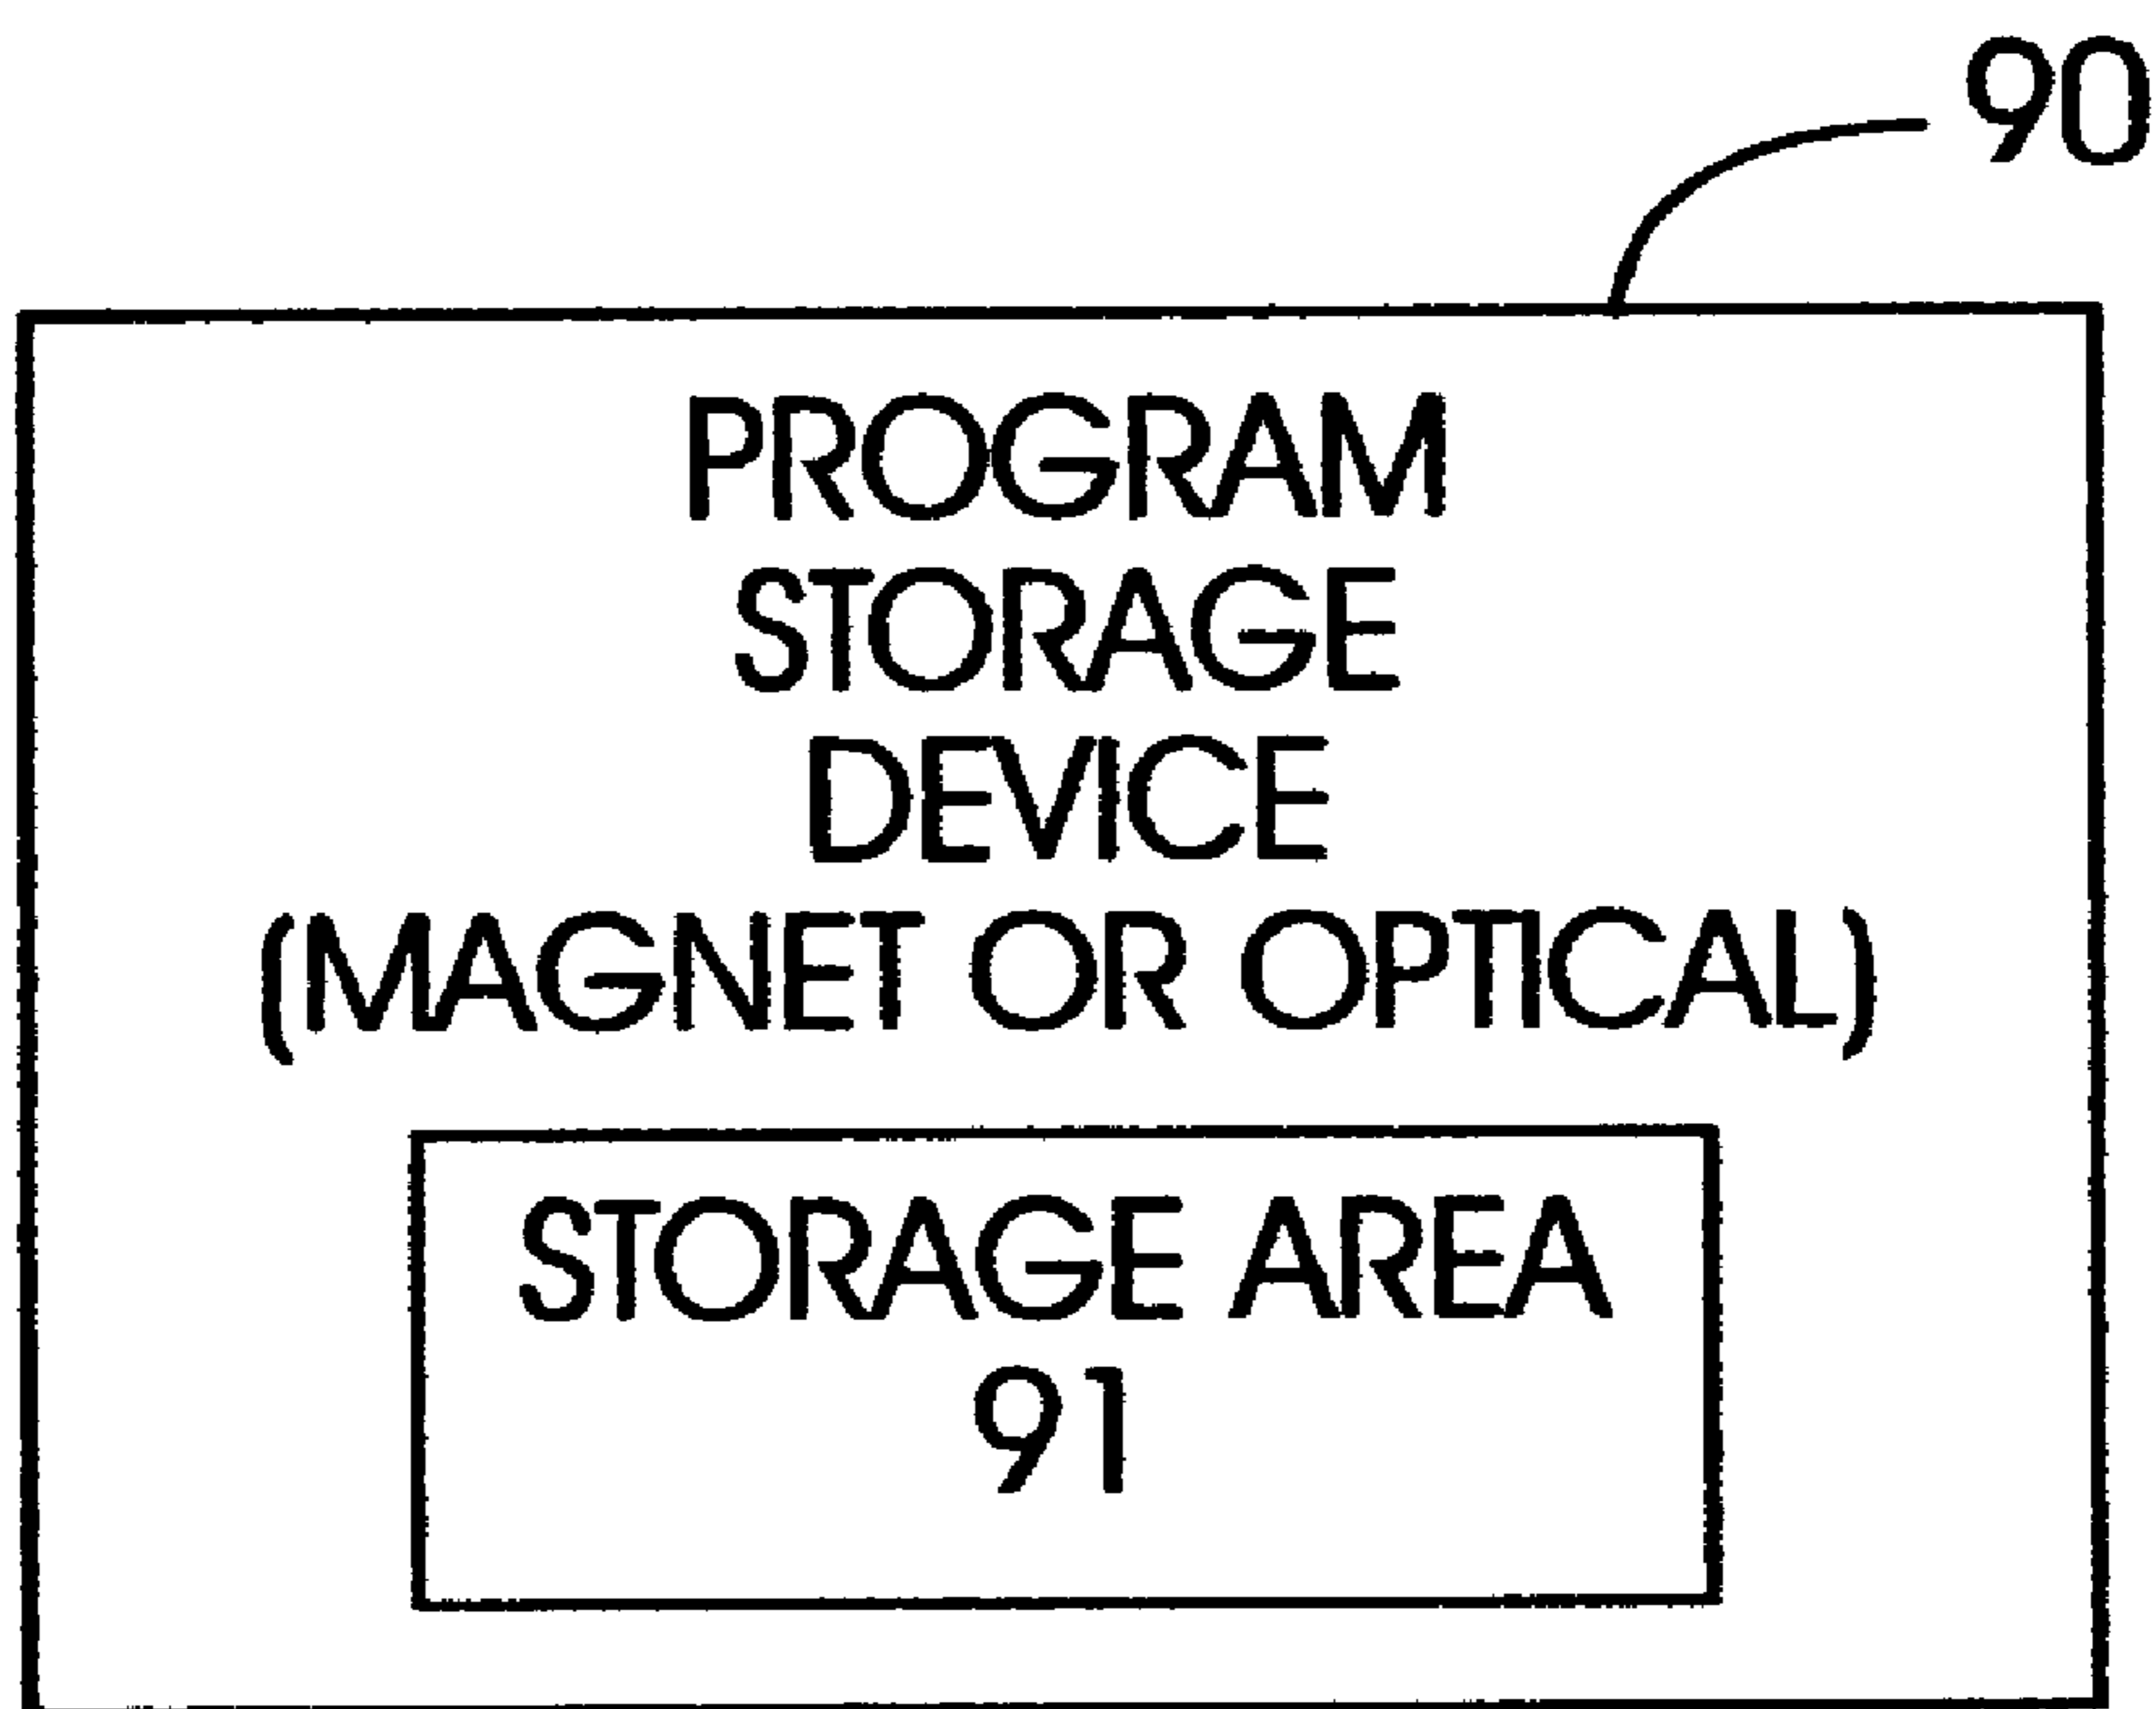 90
PROGRAM
STORAGE
DEVICE
(MAGNET OR OPTICAL)
STORAGE AREA
91